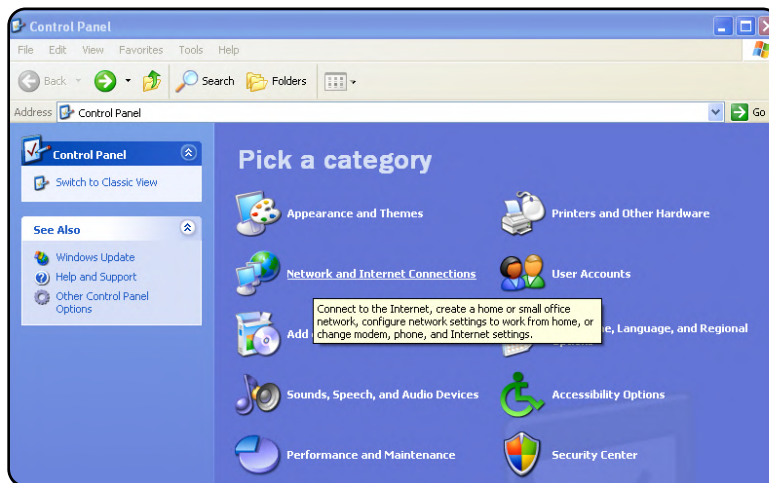 Control Panel
File Edit View Favorites Tools Help
Back Search Folders
Address Control Panel Go
Control Panel
Switch to Classic View
See Also
Windows Update
Help and Support
Other Control Panel
Options
Pick a category
Appearance and Themes
Printers and Other Hardware
Network and Internet Connections
User Accounts
Connect to the Internet, create a home or small office
network, configure network settings to work from home, or
change modem, phone, and Internet settings.
Add
Language, and Regional
Sounds, Speech, and Audio Devices
Accessibility Options
Performance and Maintenance
Security Center